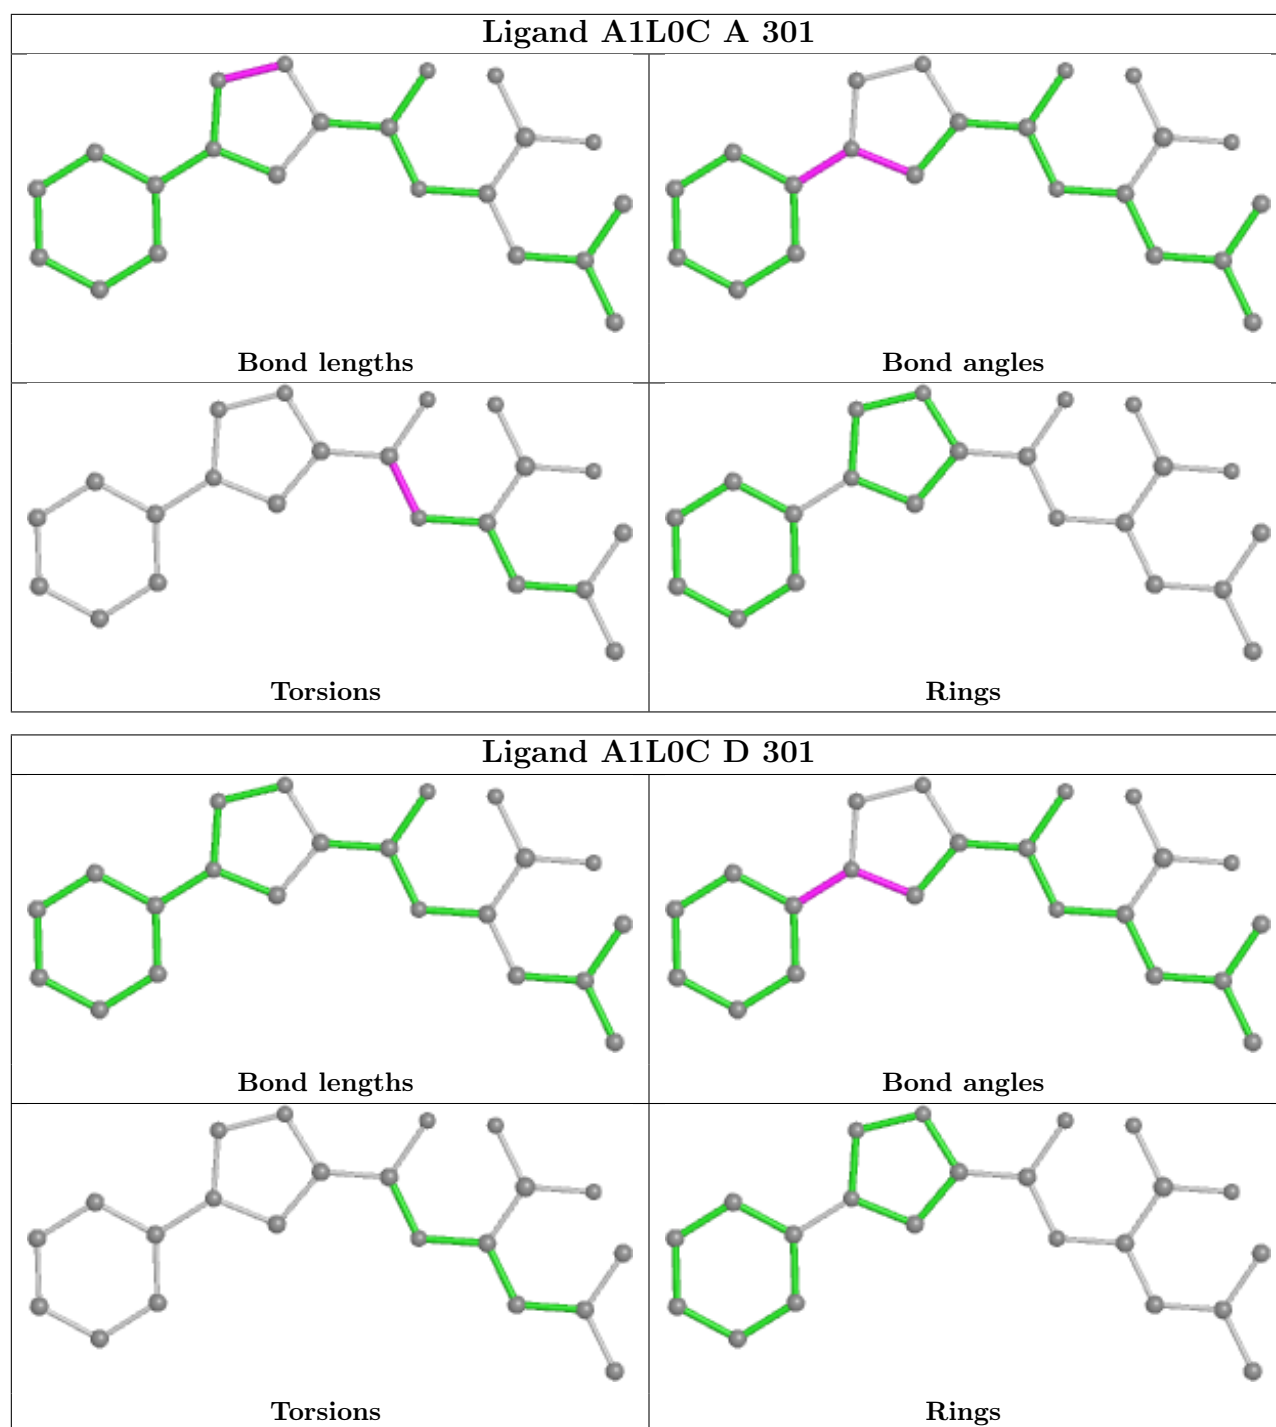 Ligand A1L0C A 301
Bond lengths
Bond angles
Torsions
Rings
Ligand A1L0C D 301
Bond lengths
Bond angles
Torsions
Rings